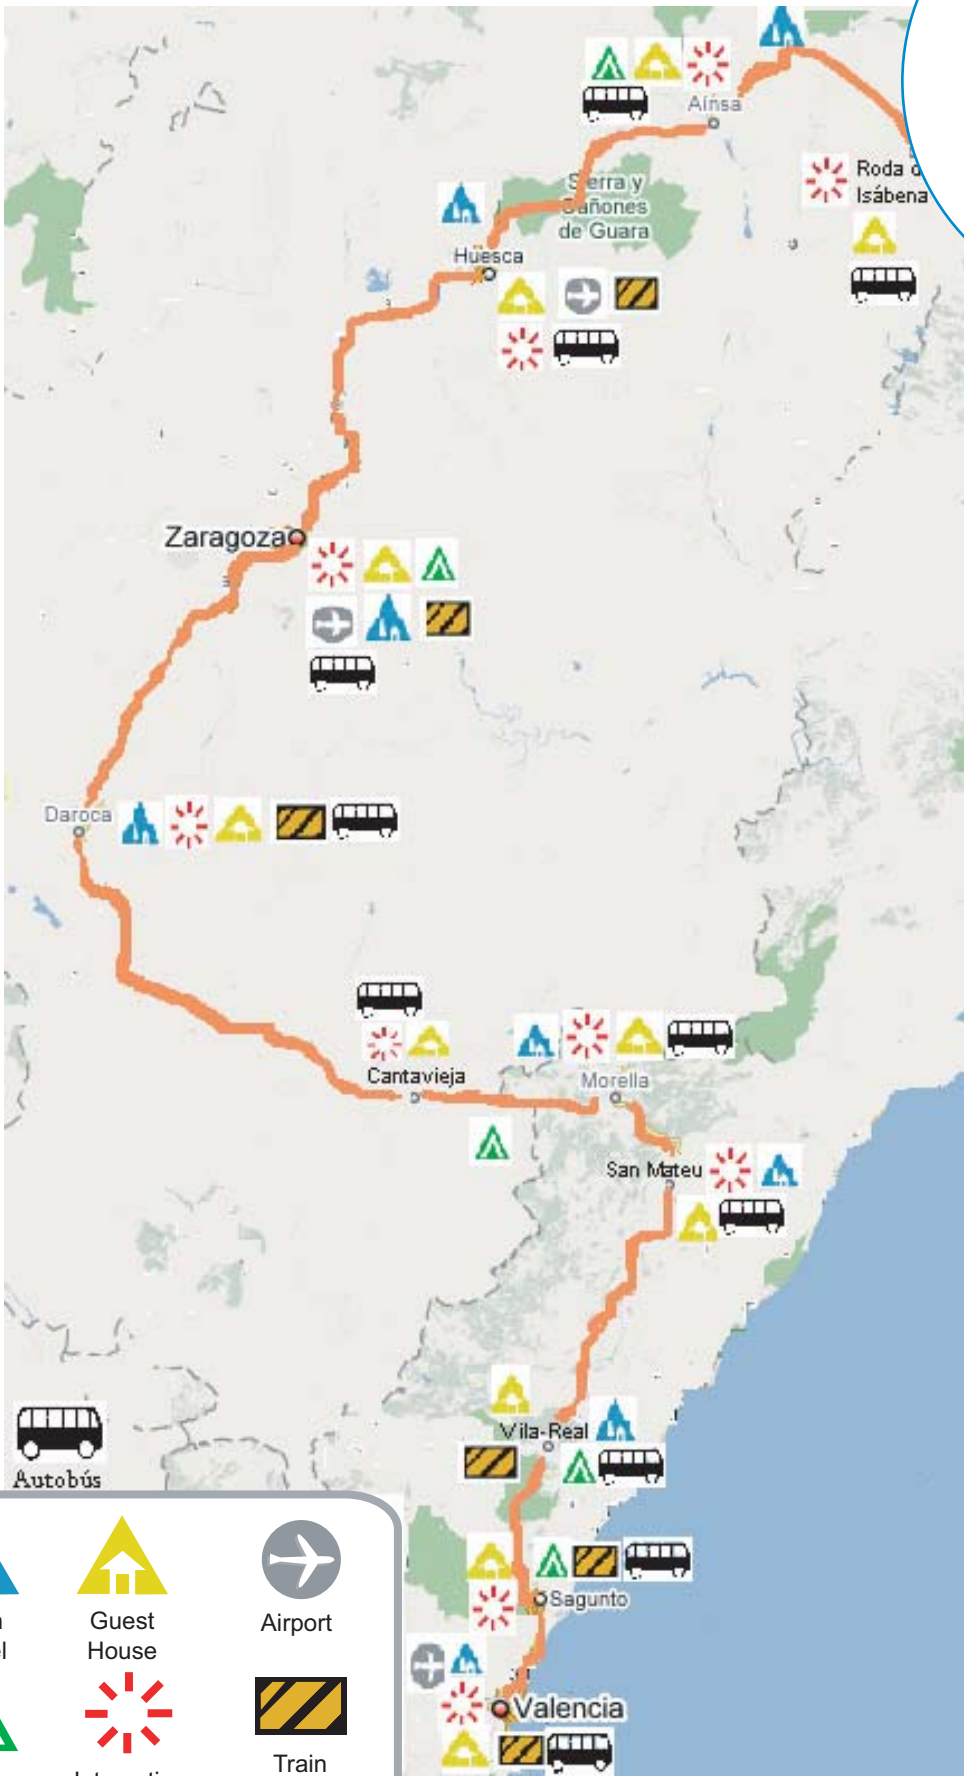 Aínsa
Roda d
Isábena
Sierra y
Cañones
de Guara
Huesca
Zaragoza
Daroca
Cantavieja
Morella
San Mateu
Vila-Real
Autobús
Sagunto
Valencia
Guest
House
Airport
Train